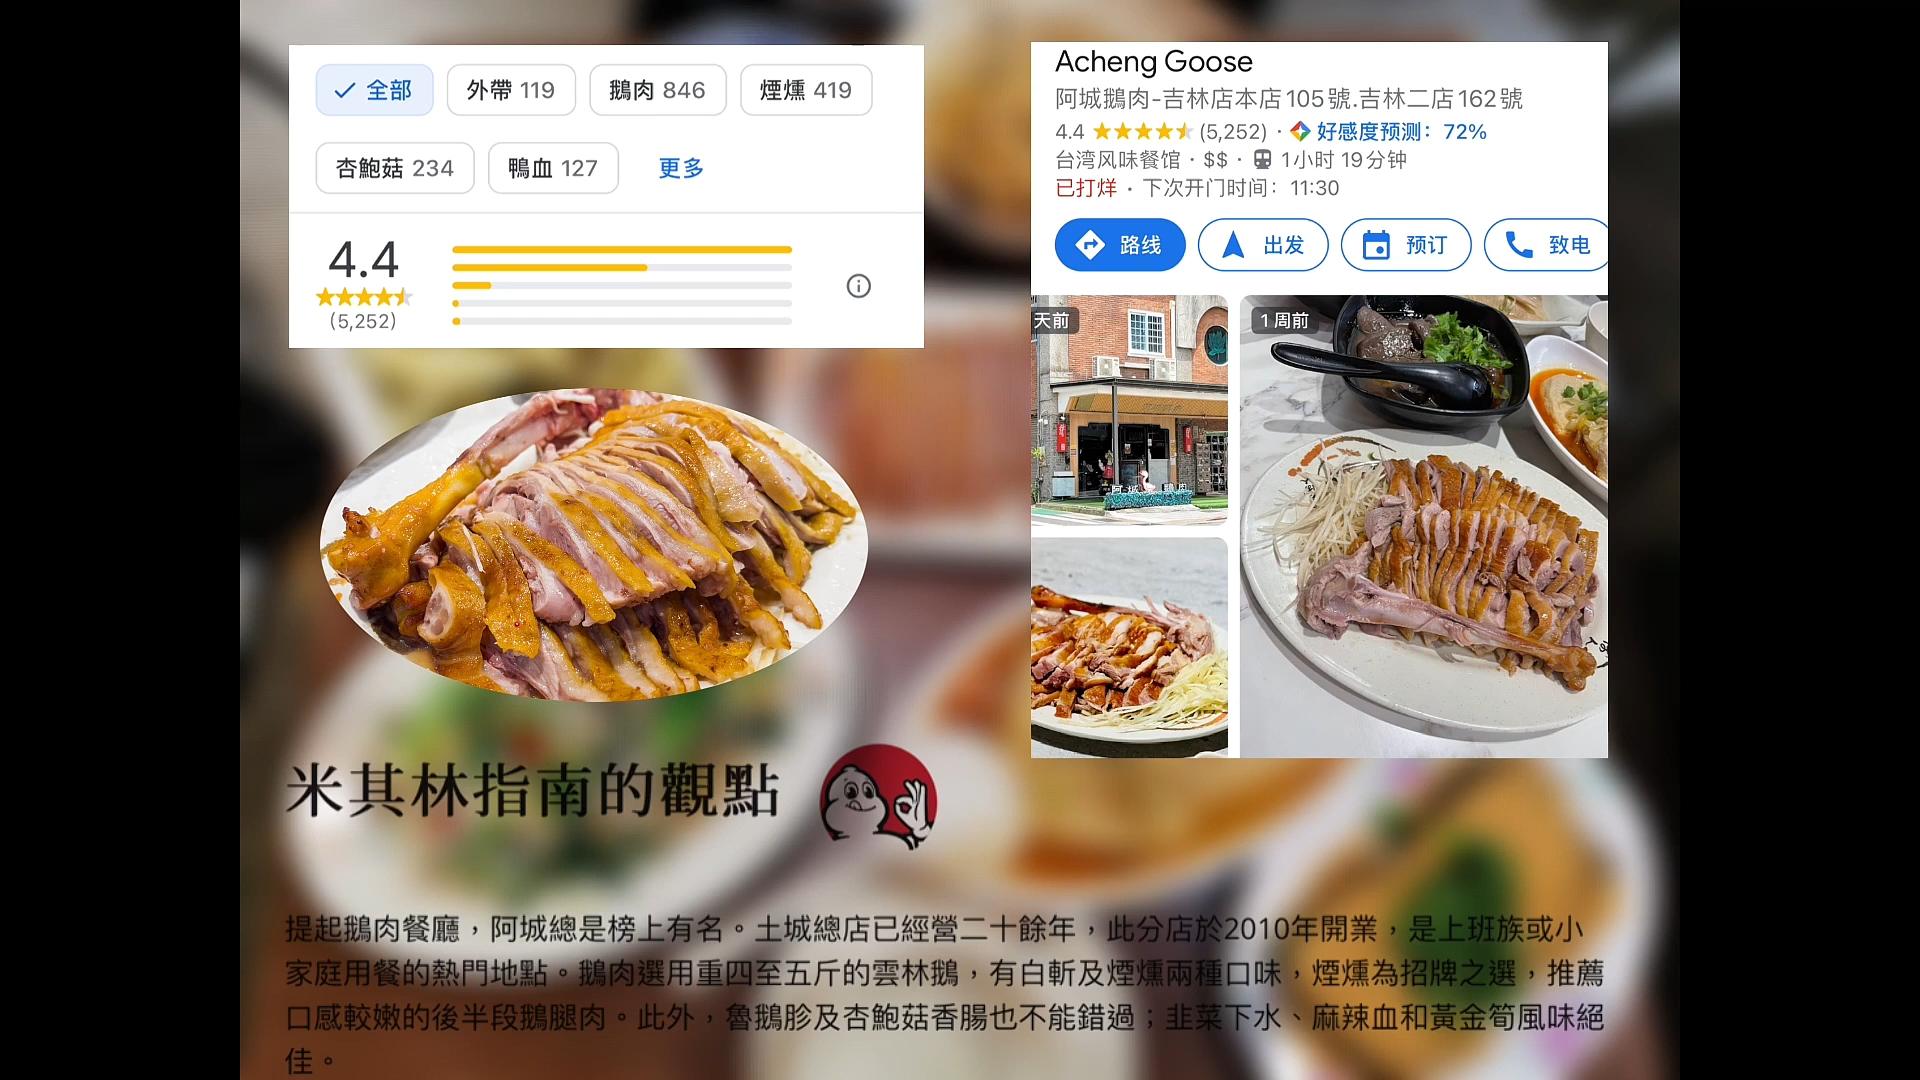 全部
外帶 119
鵝肉 846
煙燻 419
杏鮑菇 234
鴨血 127
更多
4.4
(5,252)
Acheng Goose
阿城鵝肉-吉林店本店105號.吉林二店162號
4.4 (5,252) · 好感度预测：72%
台湾风味餐馆 · $$ · 1小时 19分钟
已打烊 · 下次开门时间：11:30
路线
出发
预订
致电
天前
1 周前
米其林指南的觀點
提起鵝肉餐廳，阿城總是榜上有名。土城總店已經營二十餘年，此分店於2010年開業，是上班族或小
家庭用餐的熱門地點。鵝肉選用重四至五斤的雲林鵝，有白斬及煙燻兩種口味，煙燻為招牌之選，推薦
口感較嫩的後半段鵝腿肉。此外，魯鵝胗及杏鮑菇香腸也不能錯過；韭菜下水、麻辣血和黃金筍風味絕
佳。